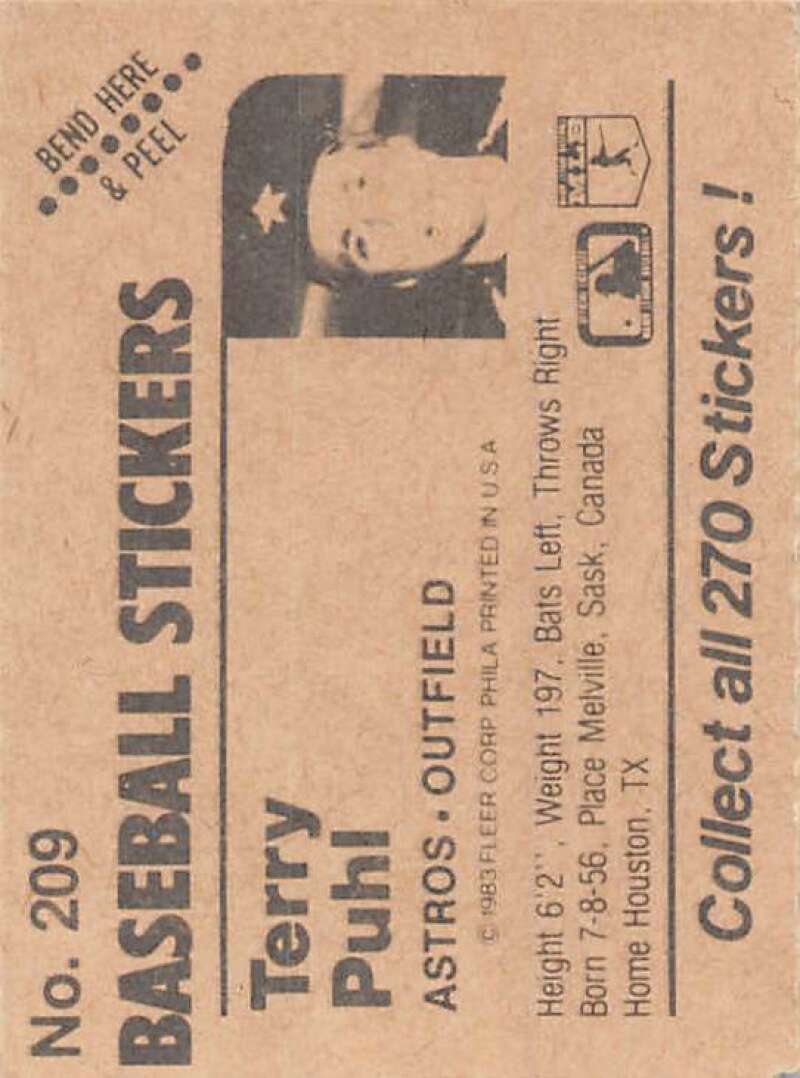 No. 209
BEND HERE
& PEEL
BASEBALL STICKERS
Terry
Puhl
ASTROS • OUTFIELD
© 1983 FLEER CORP PHILA PRINTED IN U.S.A
Height 6'2", Weight 197, Bats Left, Throws Right
Born 7-8-56, Place Melville, Sask, Canada
Home Houston, TX
Collect all 270 Stickers!